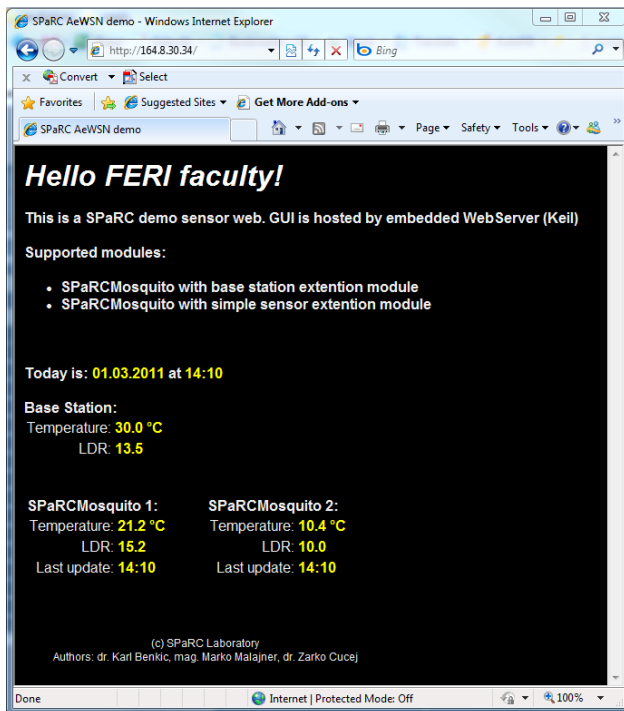 SPaRC AeWSN demo - Windows Internet Explorer
http://164.8.30.34/
Bing
x Convert Select
Favorites Suggested Sites Get More Add-ons
SPaRC AeWSN demo Page Safety Tools »
Hello FERI faculty!
This is a SPaRC demo sensor web. GUI is hosted by embedded WebServer (Keil)
Supported modules:
• SPaRCMosquito with base station extention module
• SPaRCMosquito with simple sensor extention module
Today is: 01.03.2011 at 14:10
Base Station:
Temperature: 30.0 °C
LDR: 13.5
SPaRCMosquito 1: SPaRCMosquito 2:
Temperature: 21.2 °C Temperature: 10.4 °C
LDR: 15.2 LDR: 10.0
Last update: 14:10 Last update: 14:10
(c) SPaRC Laboratory
Authors: dr. Karl Benkic, mag. Marko Malajner, dr. Zarko Cucej
Done Internet | Protected Mode: Off 100%